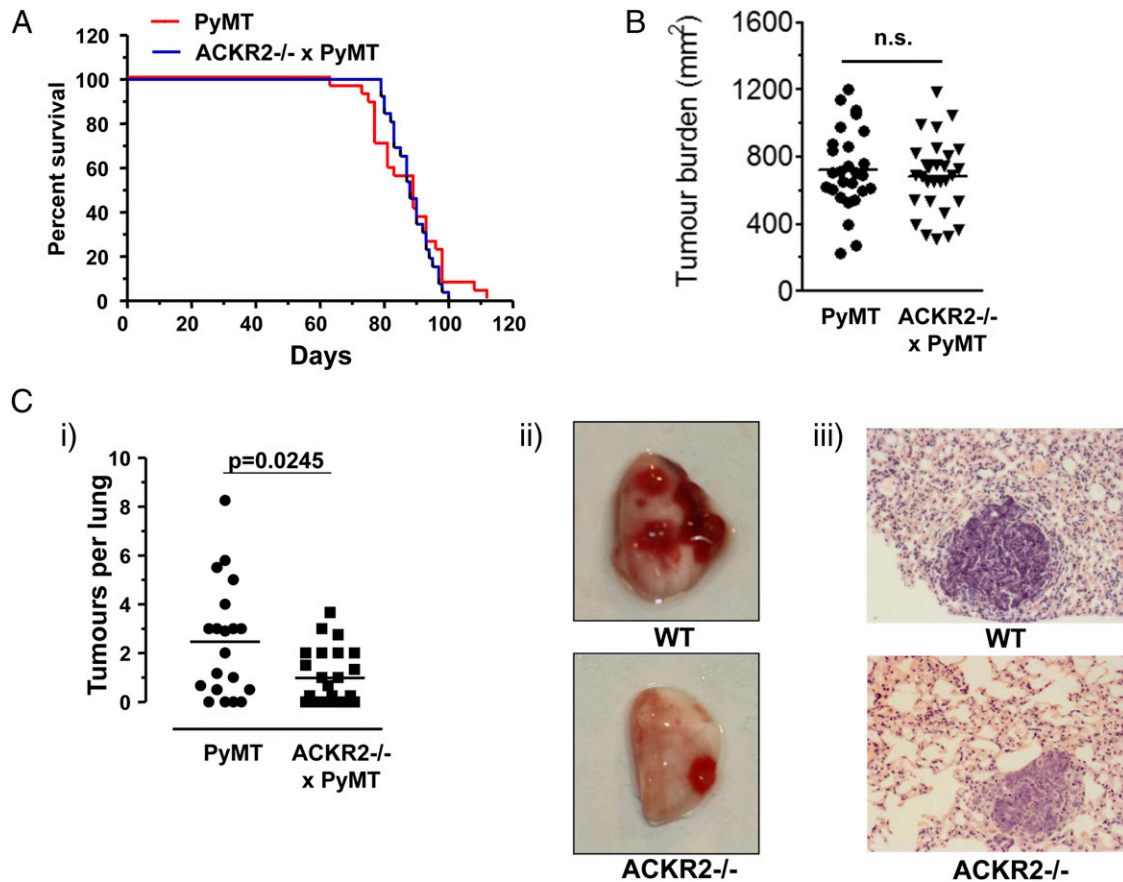 A
PyMT
ACKR2-/- x PyMT
120
100
80
60
40
20
0
Percent survival
0 20 40 60 80 100 120
Days
B
n.s.
1600
1200
800
400
0
Tumour burden (mm²)
PyMT
ACKR2-/-
x PyMT
C
i)
p=0.0245
10
8
6
4
2
0
Tumours per lung
PyMT
ACKR2-/-
x PyMT
ii)
WT
ACKR2-/-
iii)
WT
ACKR2-/-